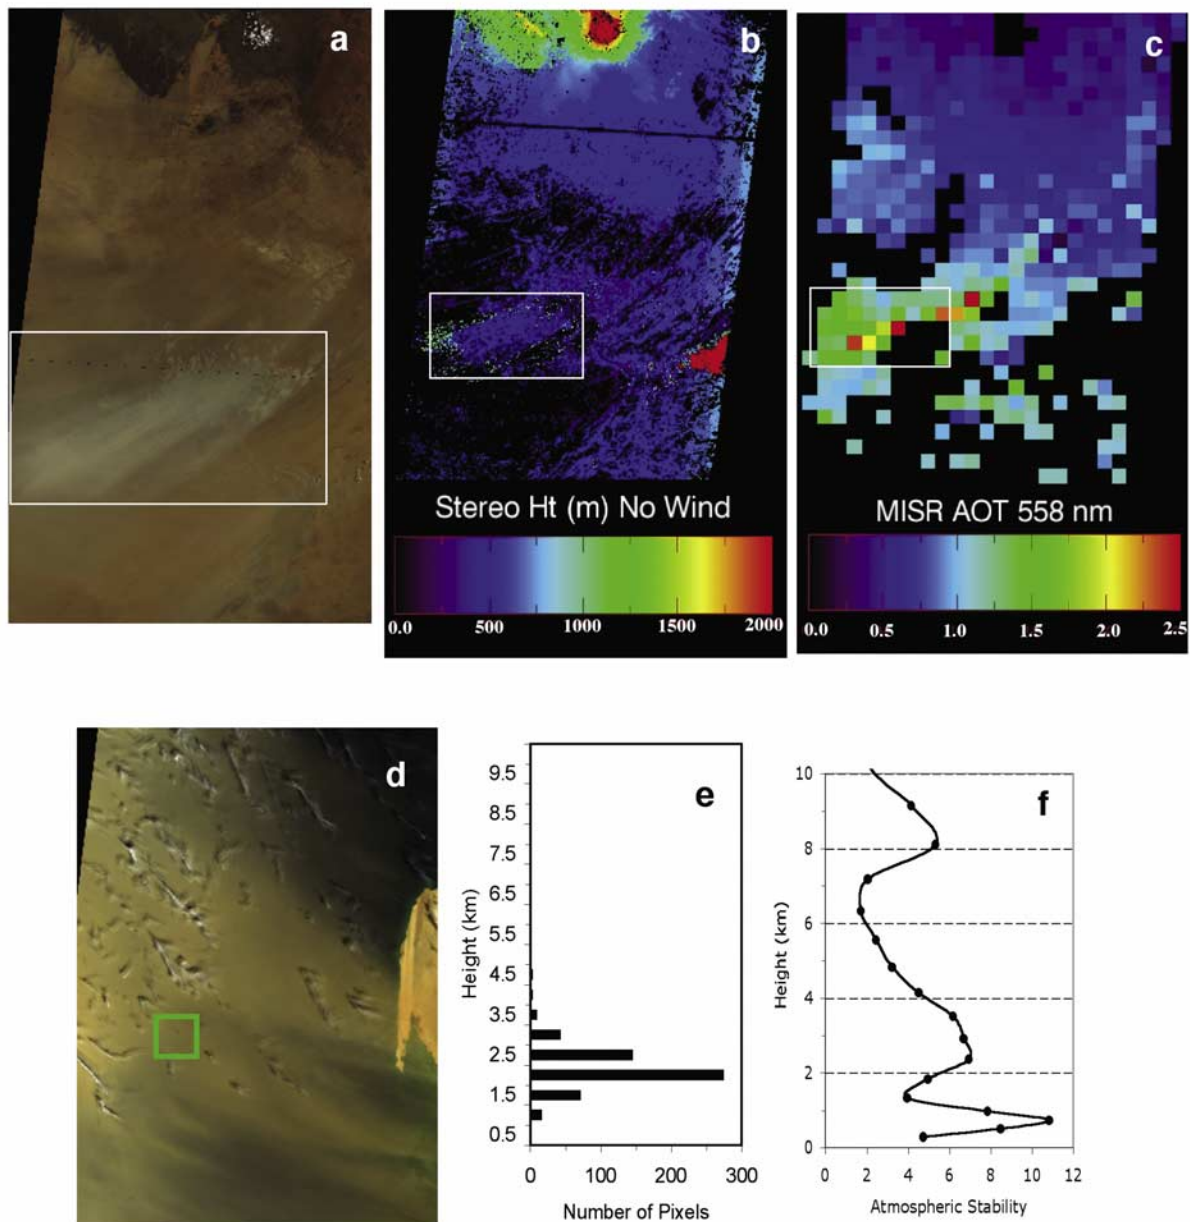 a
b
c
Stereo Ht (m) No Wind
0.0 500 1000 1500 2000
MISR AOT 558 nm
0.0 0.5 1.0 1.5 2.0 2.5
d
e
Height (km)
9.5
8.5
7.5
6.5
5.5
4.5
3.5
2.5
1.5
0.5
0 100 200 300
Number of Pixels
f
Height (km)
10
8
6
4
2
0
0 2 4 6 8 10 12
Atmospheric Stability